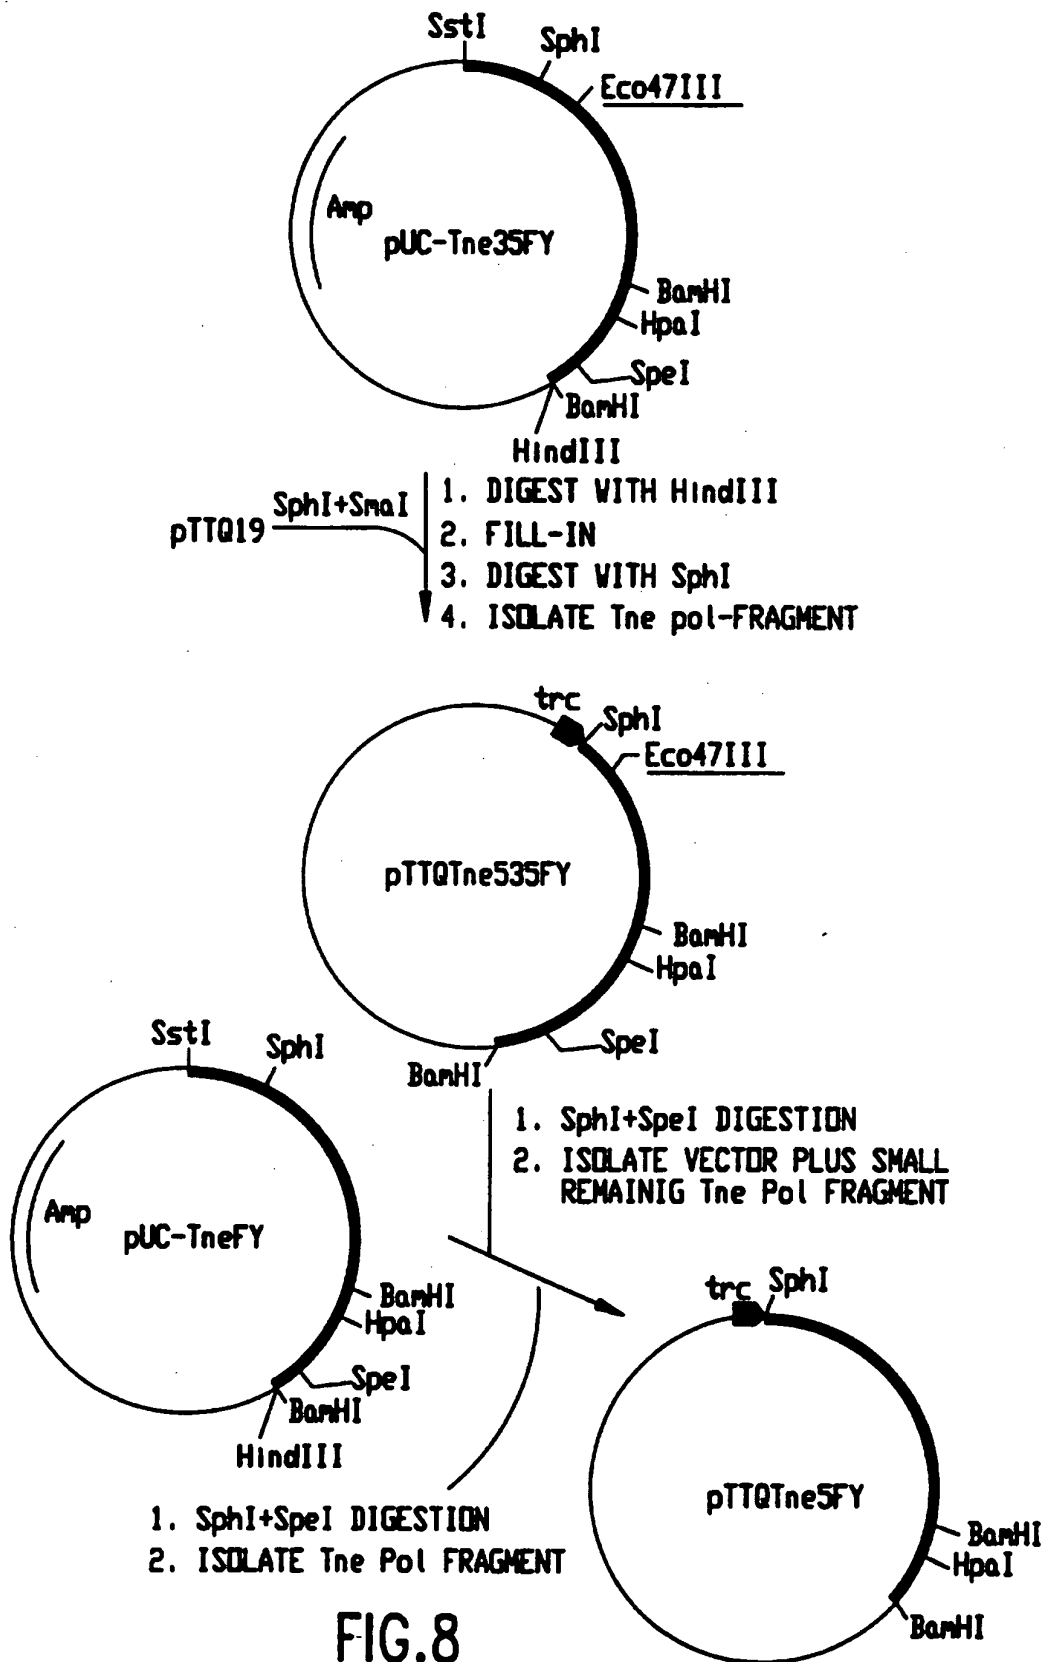 SstI
SphI
Eco47III
Amp
pUC-Tne35FY
BamHI
HpaI
SpeI
BamHI
HindIII
pTTQ19
SphI+SmaI
1. DIGEST WITH HindIII
2. FILL-IN
3. DIGEST WITH SphI
4. ISOLATE Tne pol-FRAGMENT
trc
SphI
Eco47III
pTTQTne535FY
BamHI
HpaI
SpeI
BamHI
1. SphI+SpeI DIGESTION
2. ISOLATE VECTOR PLUS SMALL
REMAINIG Tne Pol FRAGMENT
SstI
SphI
Amp
pUC-TneFY
BamHI
HpaI
SpeI
BamHI
HindIII
1. SphI+SpeI DIGESTION
2. ISOLATE Tne Pol FRAGMENT
trc
SphI
pTTQTne5FY
BamHI
HpaI
BamHI
FIG.8